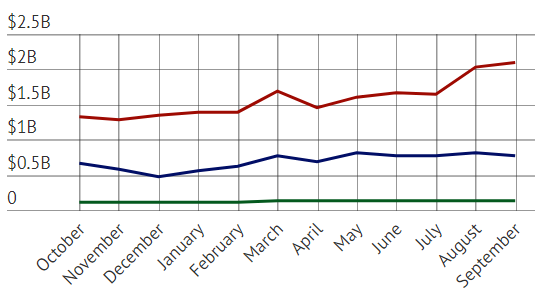 $2.5B
$2B
$1.5B
$1B
$0.5B
0
October
November
December
January
February
March
April
May
June
July
August
September